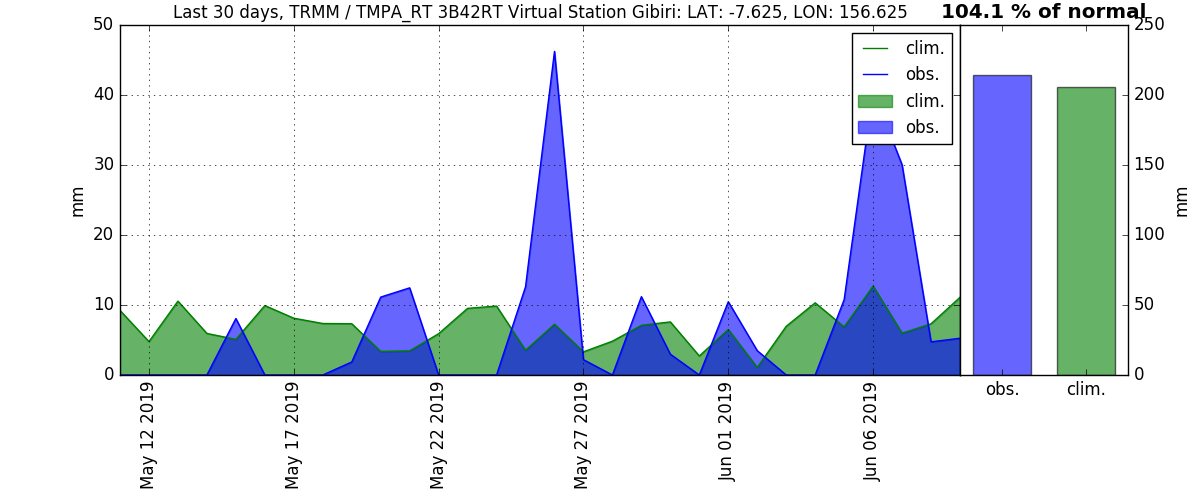 Last 30 days, TRMM / TMPA_RT 3B42RT Virtual Station Gibiri: LAT: -7.625, LON: 156.625
104.1 % of normal
50
40
30
20
10
0
mm
clim.
obs.
clim.
obs.
May 12 2019
May 17 2019
May 22 2019
May 27 2019
Jun 01 2019
Jun 06 2019
250
200
150
100
50
0
mm
obs.
clim.